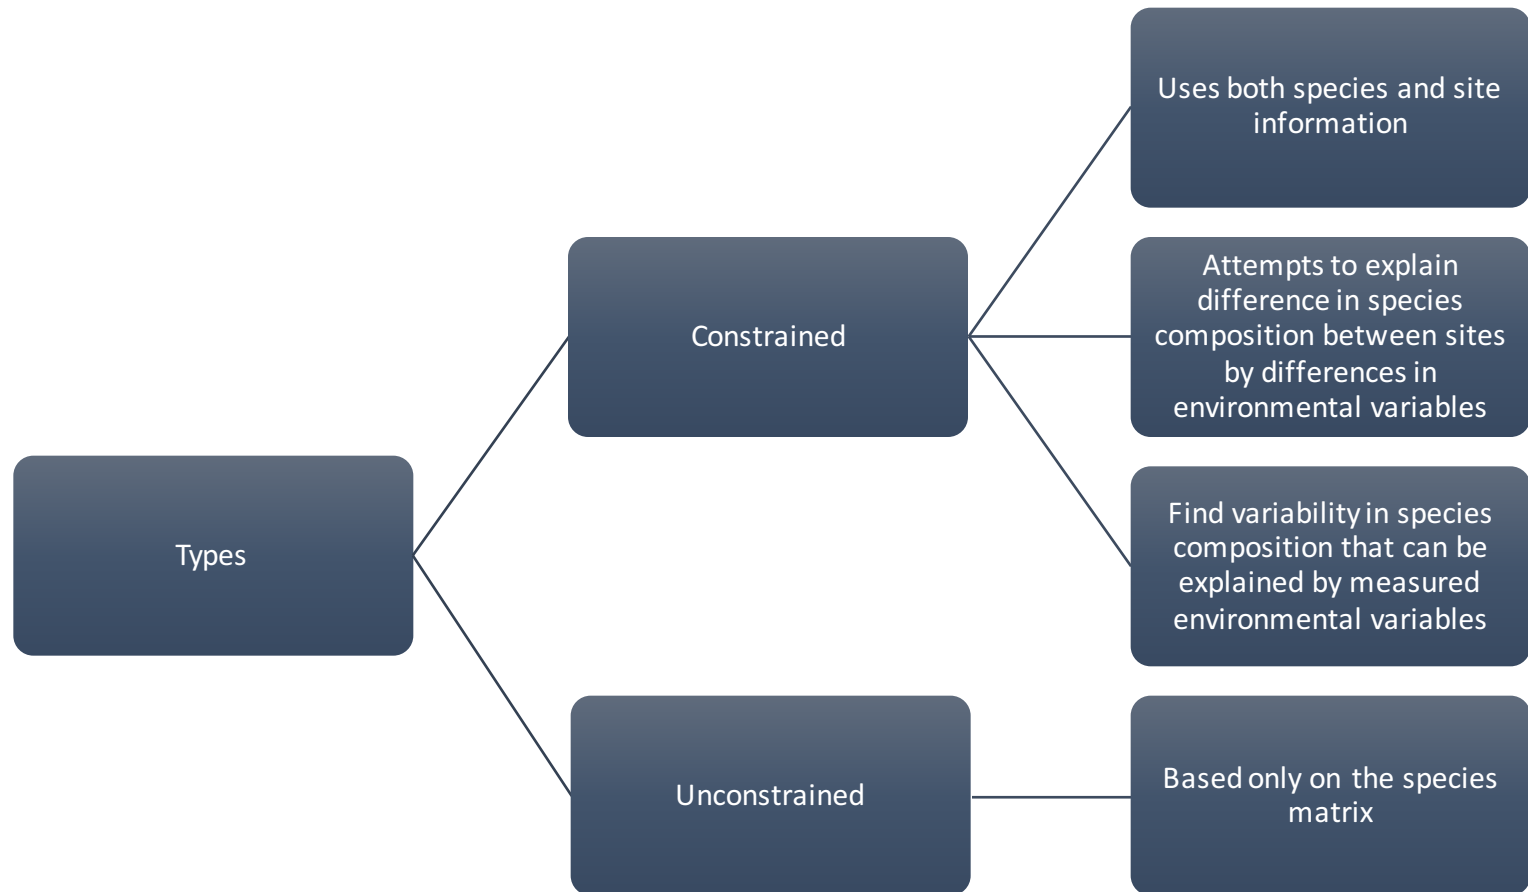 Types
Constrained
Uses both species and site
information
Attempts to explain
difference in species
composition between sites
by differences in
environmental variables
Find variability in species
composition that can be
explained by measured
environmental variables
Unconstrained
Based only on the species
matrix